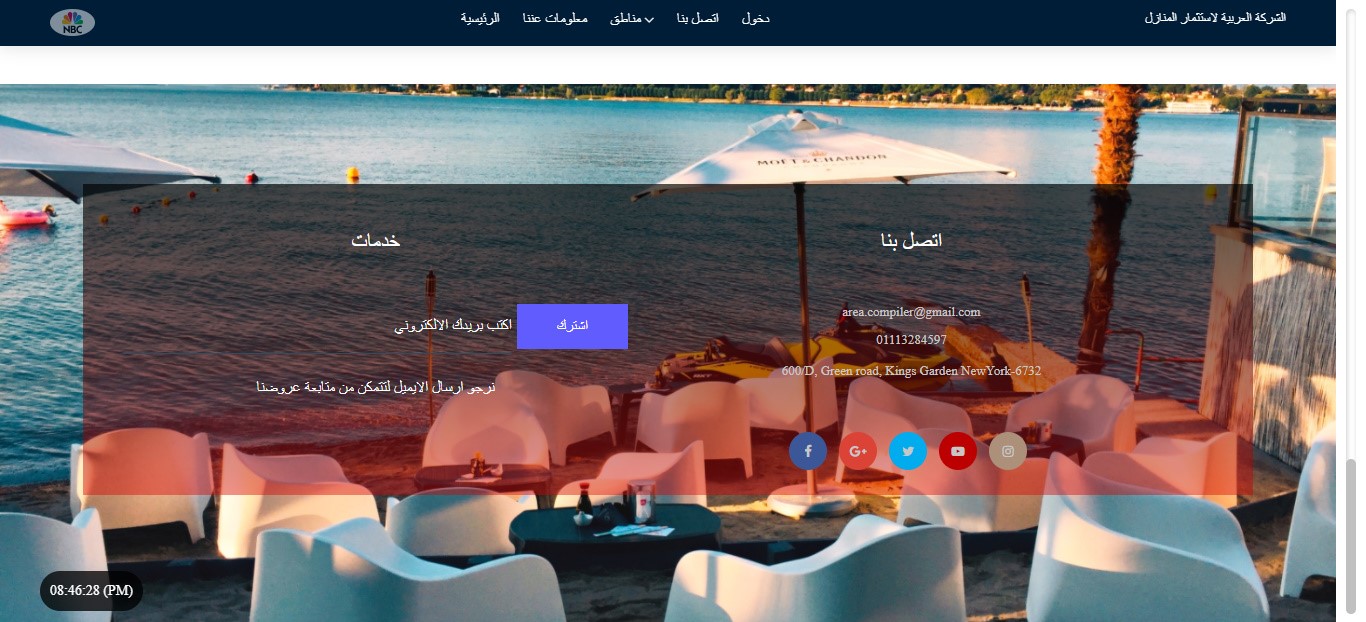 الشركة العربية لاستثمار المنازل
دخول
اتصل بنا
مناطق
معلومات عننا
الرئيسية
NBC
MOËT & CHANDON
اتصل بنا
area.compiler@gmail.com
01113284597
600/D, Green road, Kings Garden NewYork-6732
خدمات
اشترك
اكتب بريدك الالكتروني
نرجو ارسال الايميل لتتمكن من متابعة عروضنا
08:46:28 (PM)